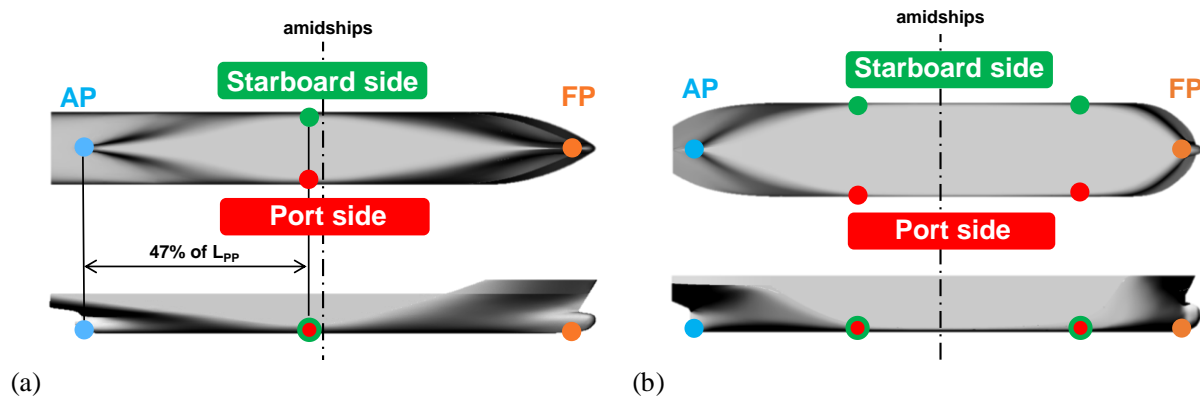 amidships
Starboard side
AP
FP
Port side
47% of LPP
(a)
amidships
Starboard side
AP
FP
Port side
(b)